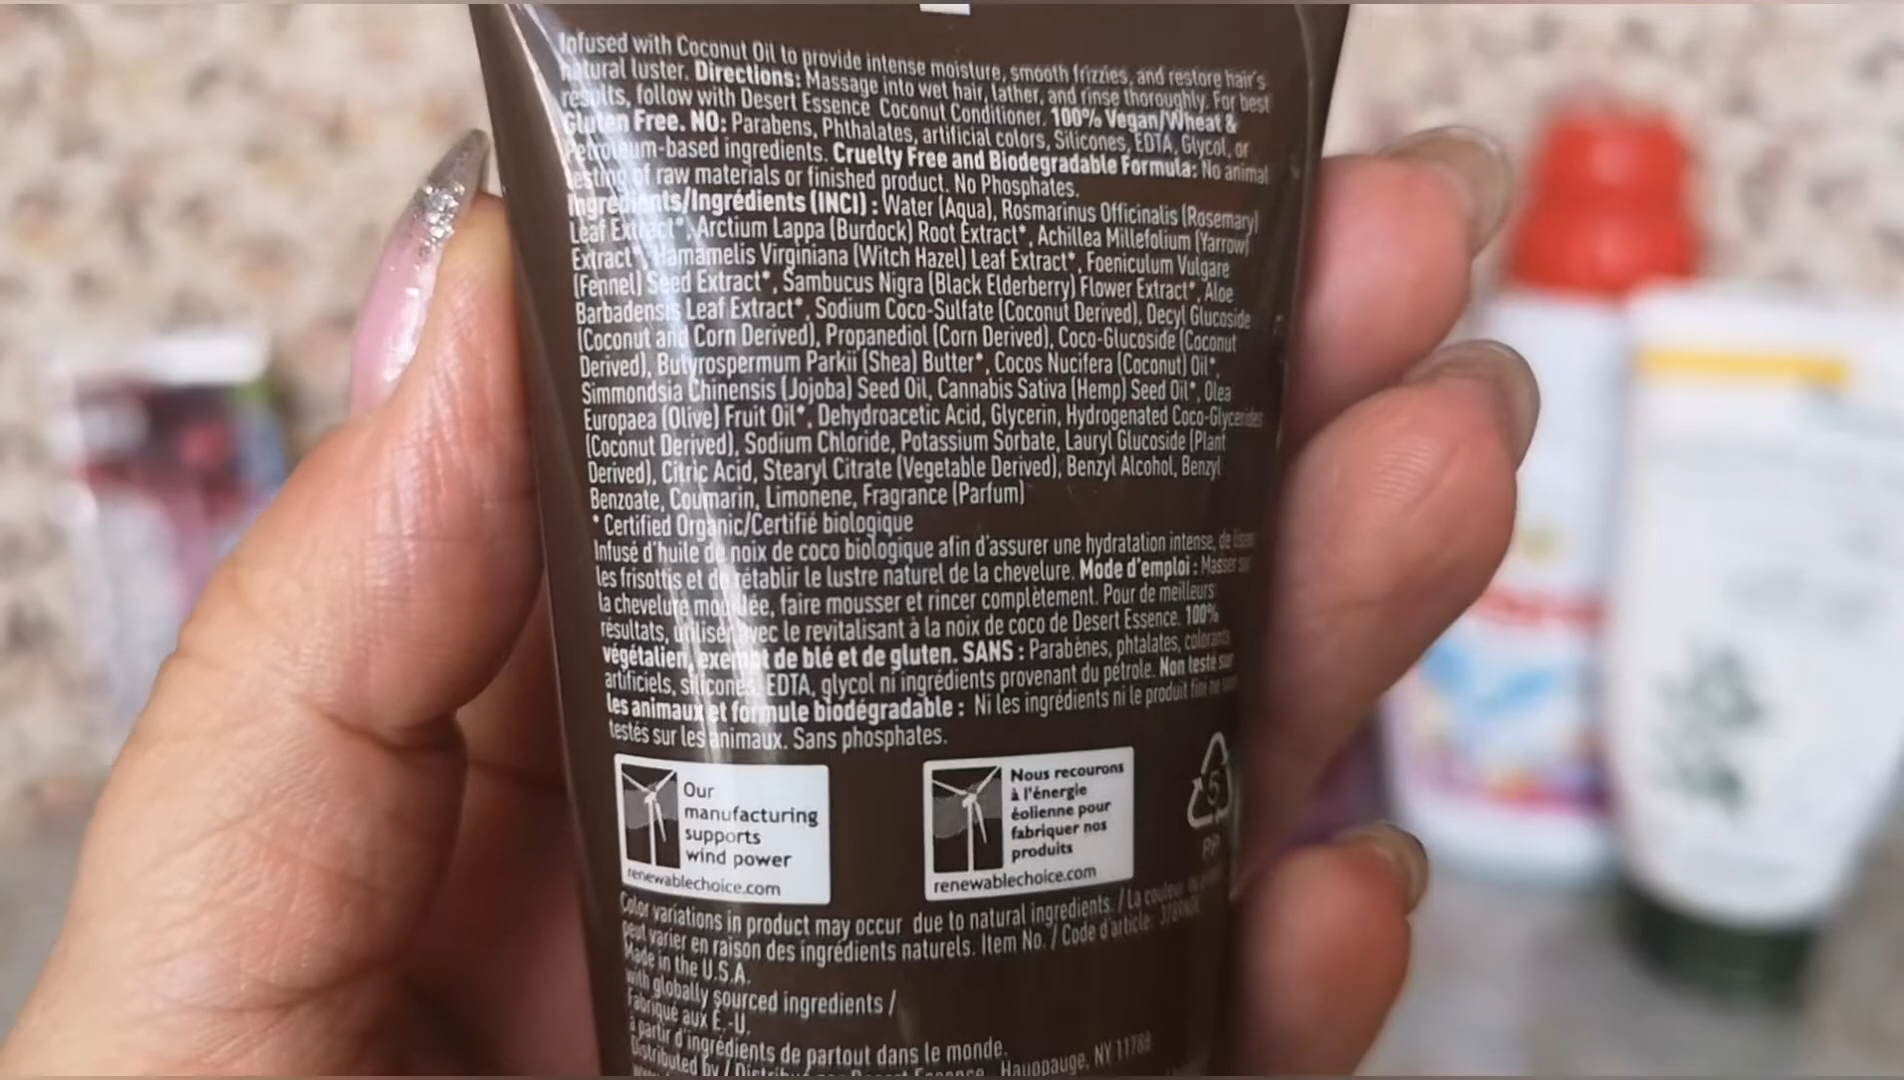 Infused with Coconut Oil to provide intense moisture, smooth frizzies, and restore hair's
natural luster. Directions: Massage into wet hair, lather, and rinse thoroughly. For best
results, follow with Desert Essence Coconut Conditioner. 100% Vegan/Wheat &
Gluten Free. NO: Parabens, Phthalates, artificial colors, Silicones, EDTA, Glycol, or
Petroleum-based ingredients. Cruelty Free and Biodegradable Formula: No animal
testing of raw materials or finished product. No Phosphates.
Ingredients/Ingrédients (INCI) : Water (Aqua), Rosmarinus Officinalis (Rosemary)
Leaf Extract*, Arctium Lappa (Burdock) Root Extract*, Achillea Millefolium (Yarrow)
Extract*, Hamamelis Virginiana (Witch Hazel) Leaf Extract*, Foeniculum Vulgare
(Fennel) Seed Extract*, Sambucus Nigra (Black Elderberry) Flower Extract*, Aloe
Barbadensis Leaf Extract*, Sodium Coco-Sulfate (Coconut Derived), Decyl Glucoside
(Coconut and Corn Derived), Propanediol (Corn Derived), Coco-Glucoside (Coconut
Derived), Butyrospermum Parkii (Shea) Butter*, Cocos Nucifera (Coconut) Oil*,
Simmondsia Chinensis (Jojoba) Seed Oil, Cannabis Sativa (Hemp) Seed Oil*, Olea
Europaea (Olive) Fruit Oil*, Dehydroacetic Acid, Glycerin, Hydrogenated Coco-Glycerides
(Coconut Derived), Sodium Chloride, Potassium Sorbate, Lauryl Glucoside (Plant
Derived), Citric Acid, Stearyl Citrate (Vegetable Derived), Benzyl Alcohol, Benzyl
Benzoate, Coumarin, Limonene, Fragrance (Parfum)
* Certified Organic/Certifié biologique
Infusé d'huile de noix de coco biologique afin d'assurer une hydratation intense, de lisser
les frisottis et de rétablir le lustre naturel de la chevelure. Mode d'emploi : Masser sur
la chevelure mouillée, faire mousser et rincer complètement. Pour de meilleurs
résultats, utiliser avec le revitalisant à la noix de coco de Desert Essence. 100%
végétalien, exempt de blé et de gluten. SANS : Parabènes, phtalates, colorants
artificiels, silicones, EDTA, glycol ni ingrédients provenant du pétrole. Non testé sur
les animaux et formule biodégradable : Ni les ingrédients ni le produit fini ne sont
testés sur les animaux. Sans phosphates.
Our
manufacturing
supports
wind power
renewablechoice.com
Nous recourons
à l'énergie
éolienne pour
fabriquer nos
produits
renewablechoice.com
5
PP
Color variations in product may occur due to natural ingredients. / La couleur du
peut varier en raison des ingrédients naturels. Item No. / Code d'article:
Made in the U.S.A.
with globally sourced ingredients /
Fabriqué aux É.-U.
à partir d'ingrédients de partout dans le monde.
Distributed by / Desert Essence Hauppauge, NY 11788